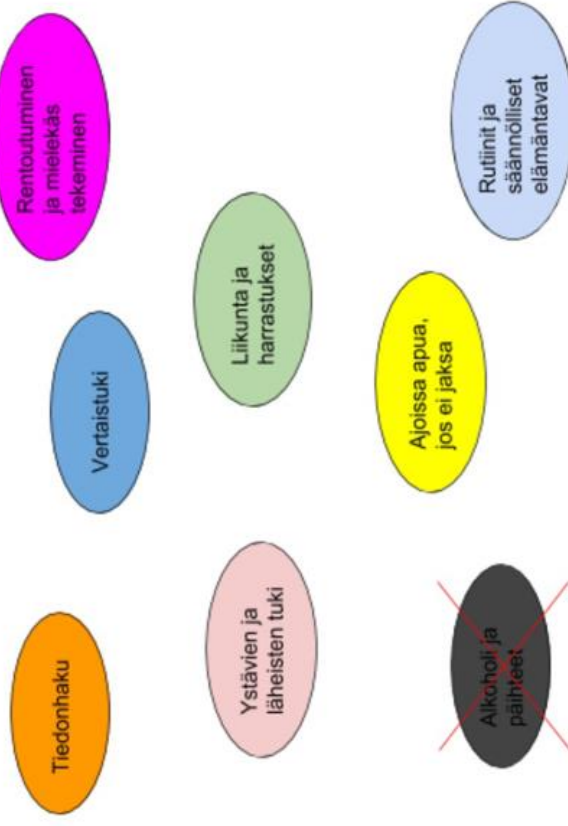 Tiedonhaku
Vertaistuki
Rentoutuminen
ja mielekäs
tekeminen
Ystävien ja
läheisten tuki
Liikunta ja
harrastukset
Alkoholi ja
päihteet
Ajoissa apua,
jos ei jaksa
Rutiinit ja
säännölliset
elämäntavat